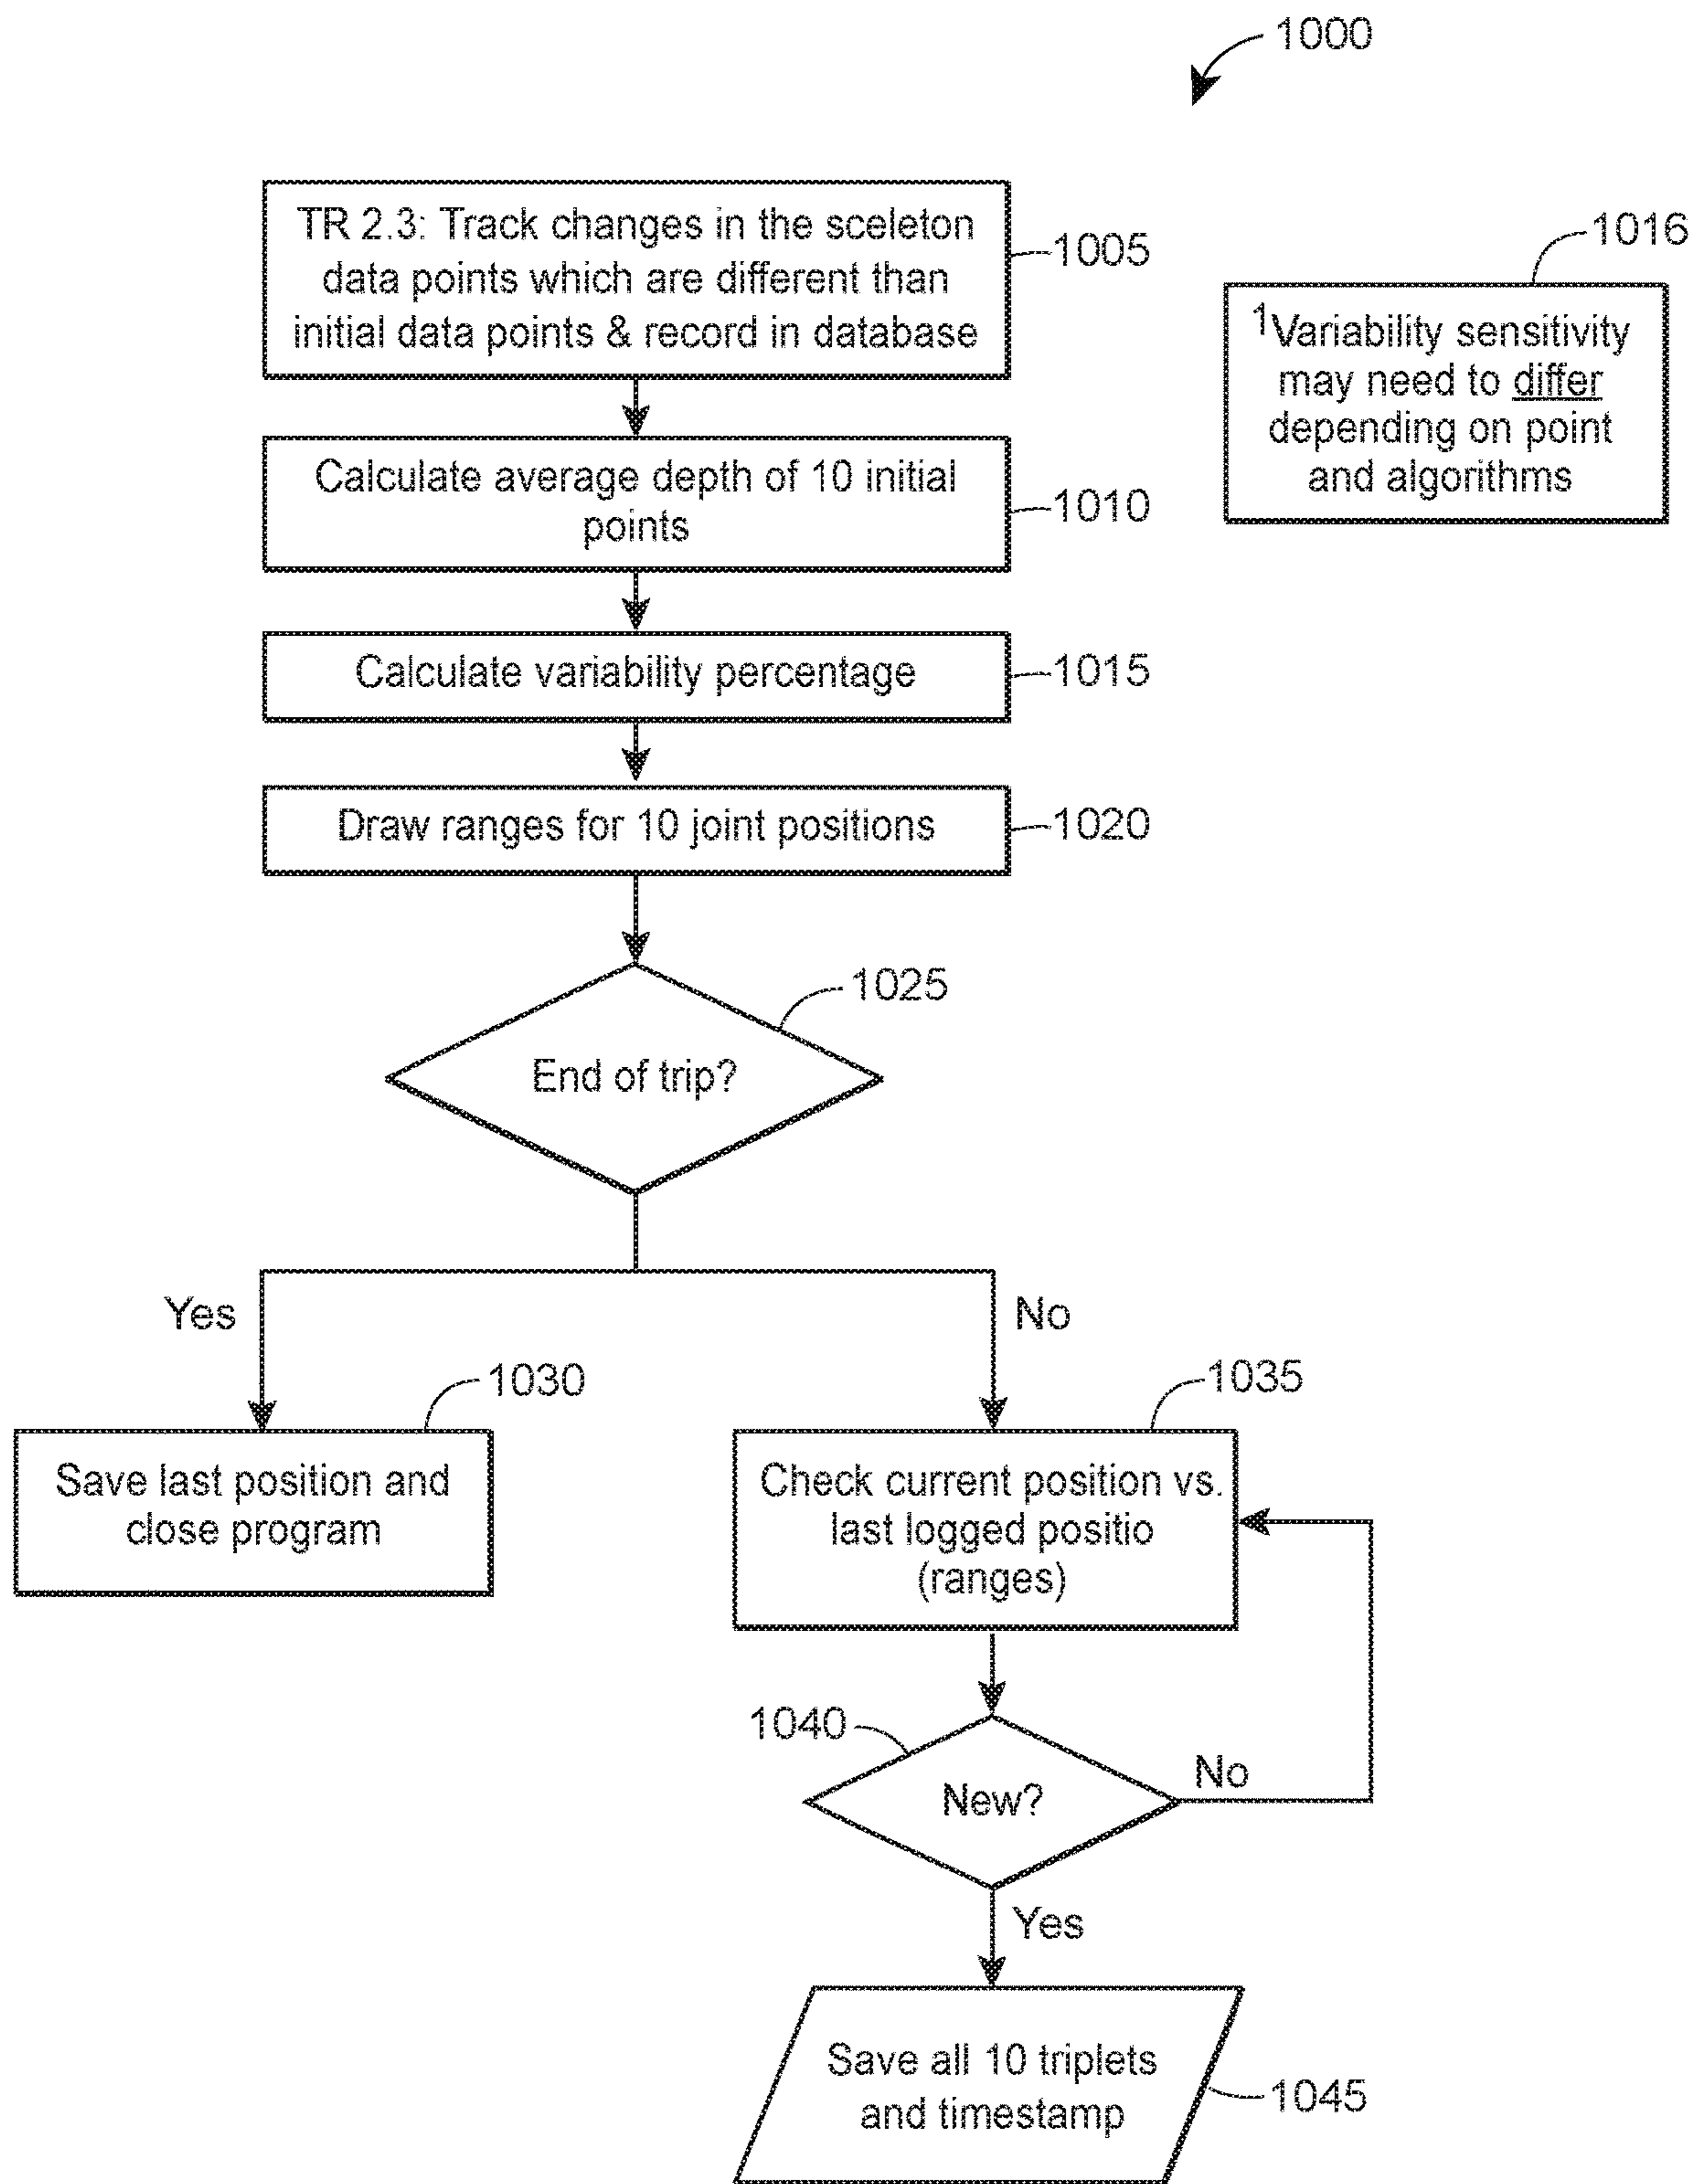 1000
TR 2.3: Track changes in the sceleton
data points which are different than
initial data points & record in database
1005
1016
1Variability sensitivity
may need to differ
depending on point
and algorithms
Calculate average depth of 10 initial
points
1010
Calculate variability percentage
1015
Draw ranges for 10 joint positions
1020
End of trip?
1025
Yes
No
1030
Save last position and
close program
1035
Check current position vs.
last logged positio
(ranges)
1040
New?
No
Yes
Save all 10 triplets
and timestamp
1045